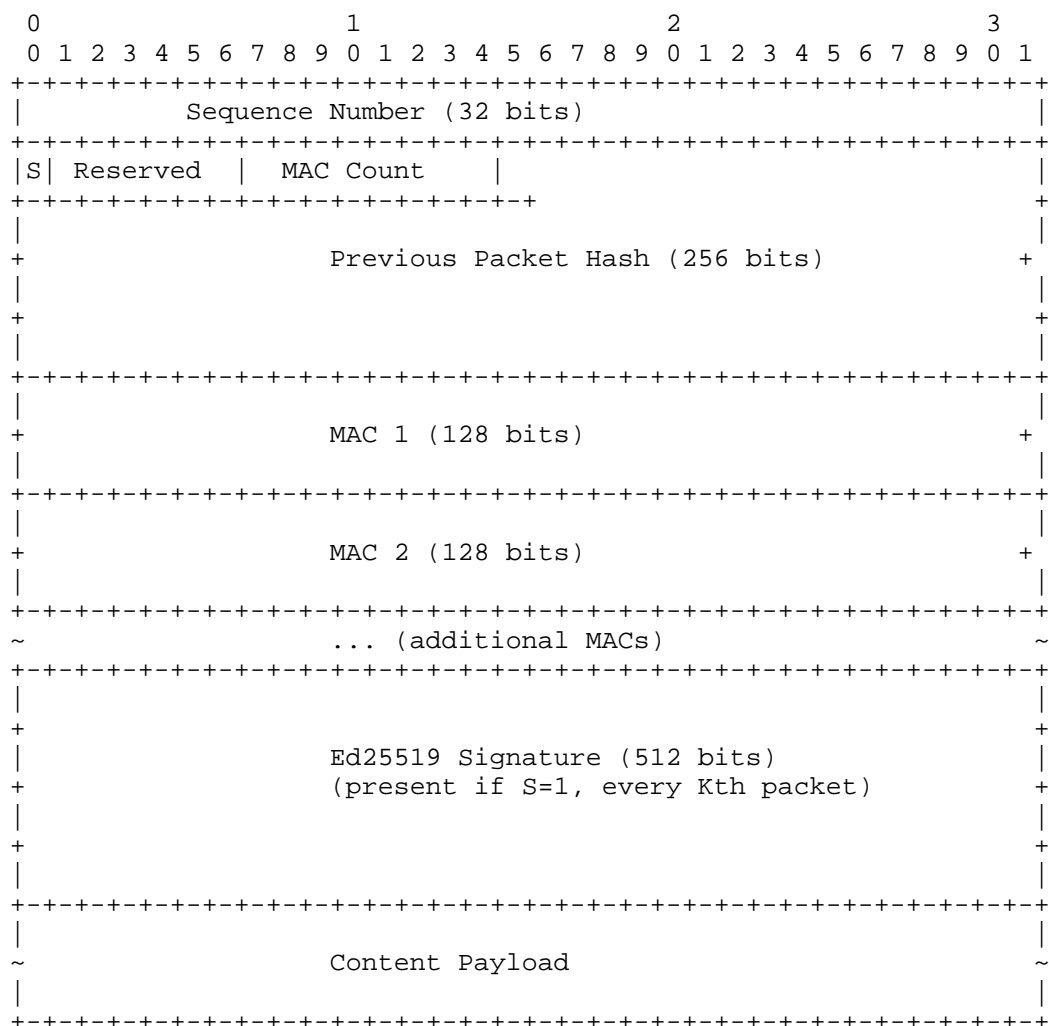 0                   1                   2                   3
 0 1 2 3 4 5 6 7 8 9 0 1 2 3 4 5 6 7 8 9 0 1 2 3 4 5 6 7 8 9 0 1
+-+-+-+-+-+-+-+-+-+-+-+-+-+-+-+-+-+-+-+-+-+-+-+-+-+-+-+-+-+-+-+-+
|          Sequence Number (32 bits)                            |
+-+-+-+-+-+-+-+-+-+-+-+-+-+-+-+-+-+-+-+-+-+-+-+-+-+-+-+-+-+-+-+-+
|S| Reserved  |  MAC Count    |                                 |
+-+-+-+-+-+-+-+-+-+-+-+-+-+-+-+-+                               +
|                                                               |
+                   Previous Packet Hash (256 bits)            +
|                                                               |
+                                                               +
|                                                               |
+-+-+-+-+-+-+-+-+-+-+-+-+-+-+-+-+-+-+-+-+-+-+-+-+-+-+-+-+-+-+-+-+
|                                                               |
+                   MAC 1 (128 bits)                           +
|                                                               |
+-+-+-+-+-+-+-+-+-+-+-+-+-+-+-+-+-+-+-+-+-+-+-+-+-+-+-+-+-+-+-+-+
|                                                               |
+                   MAC 2 (128 bits)                           +
|                                                               |
+-+-+-+-+-+-+-+-+-+-+-+-+-+-+-+-+-+-+-+-+-+-+-+-+-+-+-+-+-+-+-+-+
~                   ... (additional MACs)                       ~
+-+-+-+-+-+-+-+-+-+-+-+-+-+-+-+-+-+-+-+-+-+-+-+-+-+-+-+-+-+-+-+-+
|                                                               |
+                                                               +
|                   Ed25519 Signature (512 bits)                |
+                   (present if S=1, every Kth packet)          +
|                                                               |
+                                                               +
|                                                               |
+-+-+-+-+-+-+-+-+-+-+-+-+-+-+-+-+-+-+-+-+-+-+-+-+-+-+-+-+-+-+-+-+
|                                                               |
~                   Content Payload                             ~
|                                                               |
+-+-+-+-+-+-+-+-+-+-+-+-+-+-+-+-+-+-+-+-+-+-+-+-+-+-+-+-+-+-+-+-+